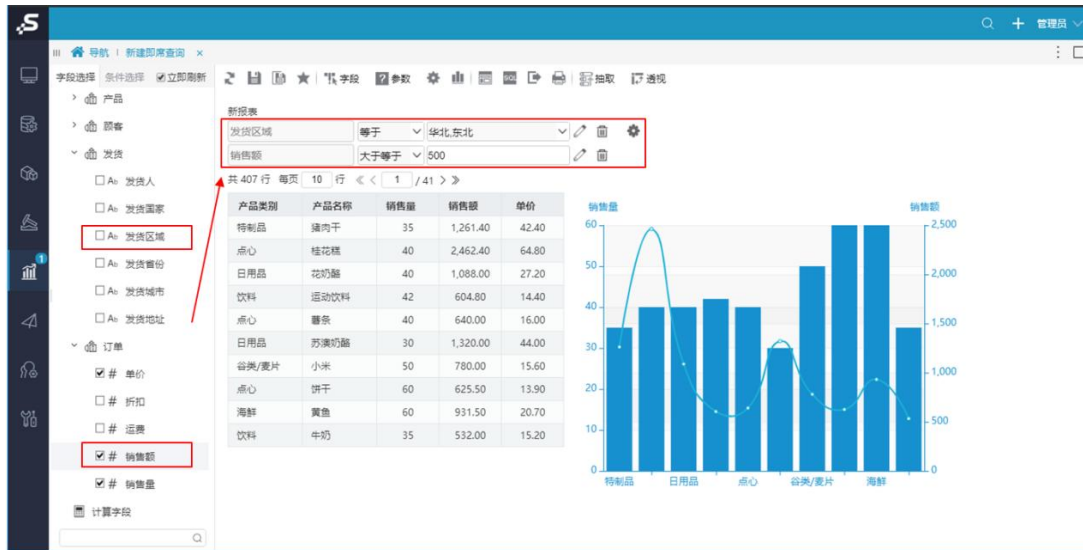 S
管理员
导航 新建即席查询 ×
字段选择 条件选择 立即刷新 字段 参数 SQL 抽取 透视
产品
顾客
发货
Ab 发货人
Ab 发货国家
Ab 发货区域
Ab 发货省份
Ab 发货城市
Ab 发货地址
订单
# 单价
# 折扣
# 运费
# 销售额
# 销售量
计算字段
1
新报表
发货区域 等于 华北,东北
销售额 大于等于 500
共 407 行 每页 10 行 1 / 41
产品类别 产品名称 销售量 销售额 单价
特制品 猪肉干 35 1,261.40 42.40
点心 桂花糕 40 2,462.40 64.80
日用品 花奶酪 40 1,088.00 27.20
饮料 运动饮料 42 604.80 14.40
点心 薯条 40 640.00 16.00
日用品 苏澳奶酪 30 1,320.00 44.00
谷类/麦片 小米 50 780.00 15.60
点心 饼干 60 625.50 13.90
海鲜 黄鱼 60 931.50 20.70
饮料 牛奶 35 532.00 15.20
销售量 销售额
60 2,500
50
2,000
40
1,500
30
1,000
20
10 500
0 0
特制品 日用品 点心 谷类/麦片 海鲜